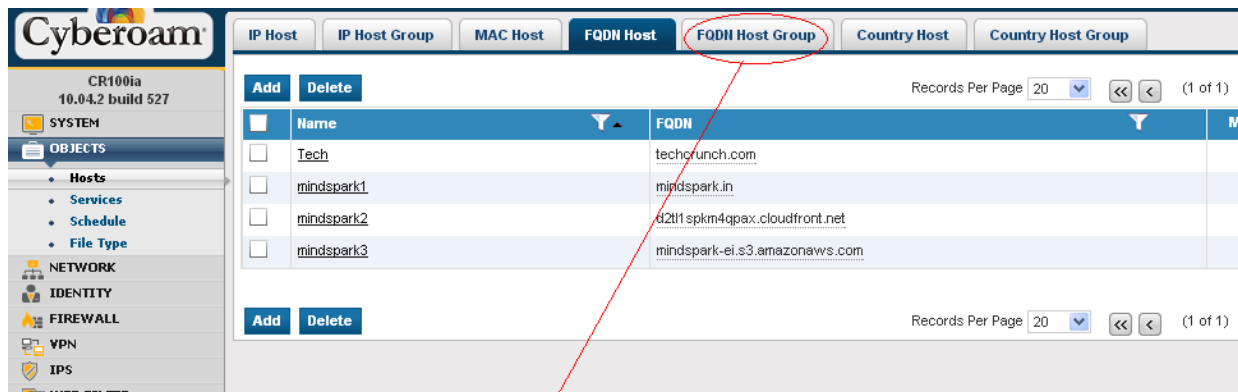 Cyberoam
IP Host IP Host Group MAC Host FQDN Host FQDN Host Group Country Host Country Host Group
CR100ia
10.04.2 build 527
Add Delete Records Per Page 20 (1 of 1)
SYSTEM
Name FQDN
OBJECTS
Tech techcrunch.com
Hosts
mindspark1 mindspark.in
Services
mindspark2 d2tl1spkm4qpax.cloudfront.net
Schedule
File Type
mindspark3 mindspark-ei.s3.amazonaws.com
NETWORK
IDENTITY
FIREWALL
Add Delete Records Per Page 20 (1 of 1)
VPN
IPS